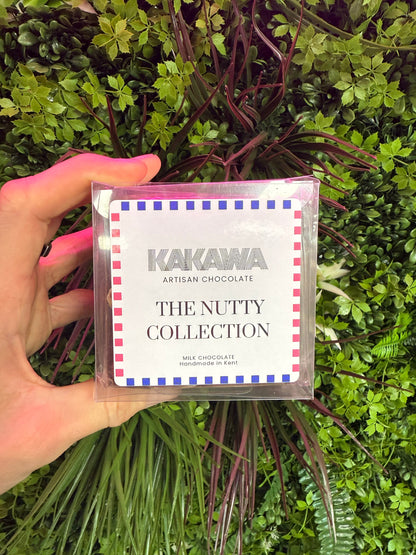 KAKAWA
ARTISAN CHOCOLATE
THE NUTTY
COLLECTION
MILK CHOCOLATE
Handmade in Kent